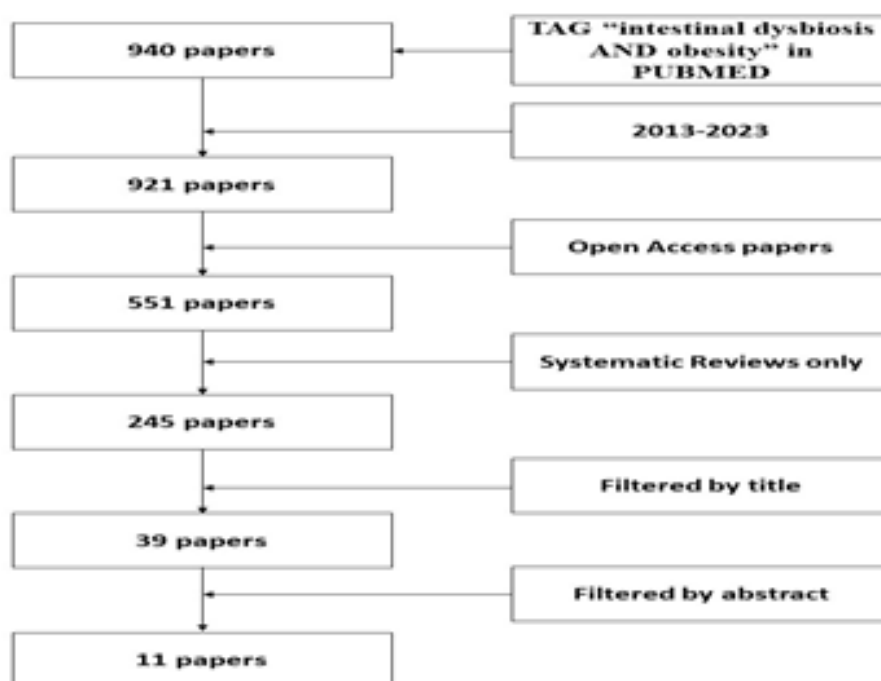 940 papers
TAG “intestinal dysbiosis
AND obesity” in
PUBMED
2013-2023
921 papers
Open Access papers
551 papers
Systematic Reviews only
245 papers
Filtered by title
39 papers
Filtered by abstract
11 papers